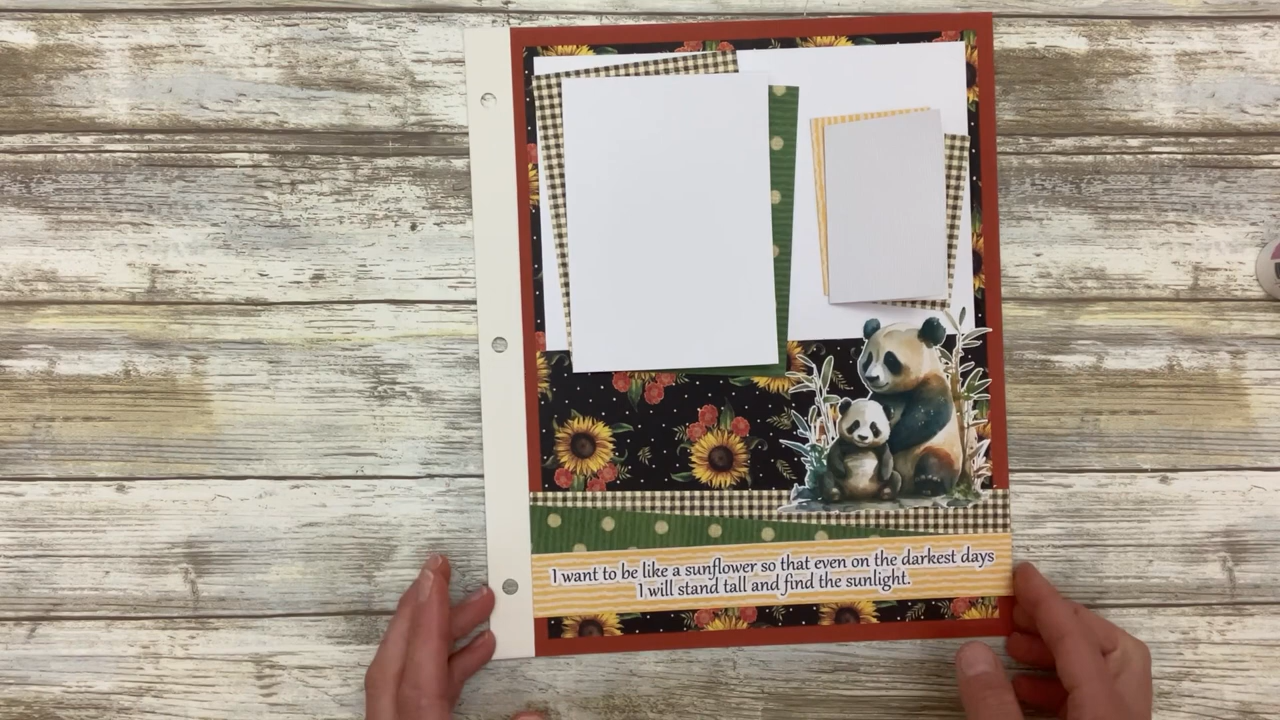 I want to be like a sunflower so that even on the darkest days
I will stand tall and find the sunlight.